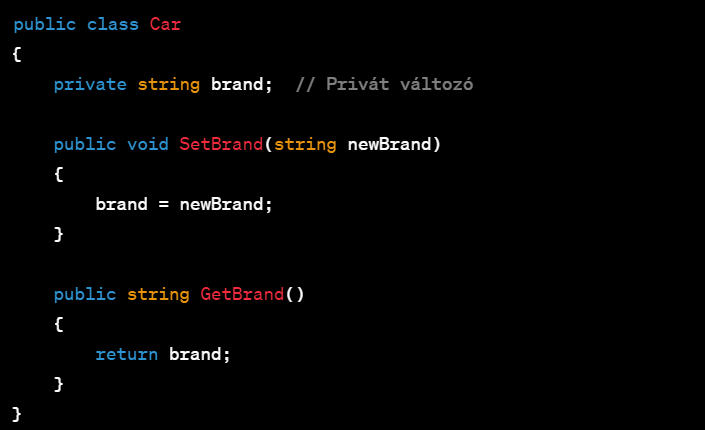 public class Car
{
    private string brand;  // Privát változó
    public void SetBrand(string newBrand)
    {
        brand = newBrand;
    }
    public string GetBrand()
    {
        return brand;
    }
}